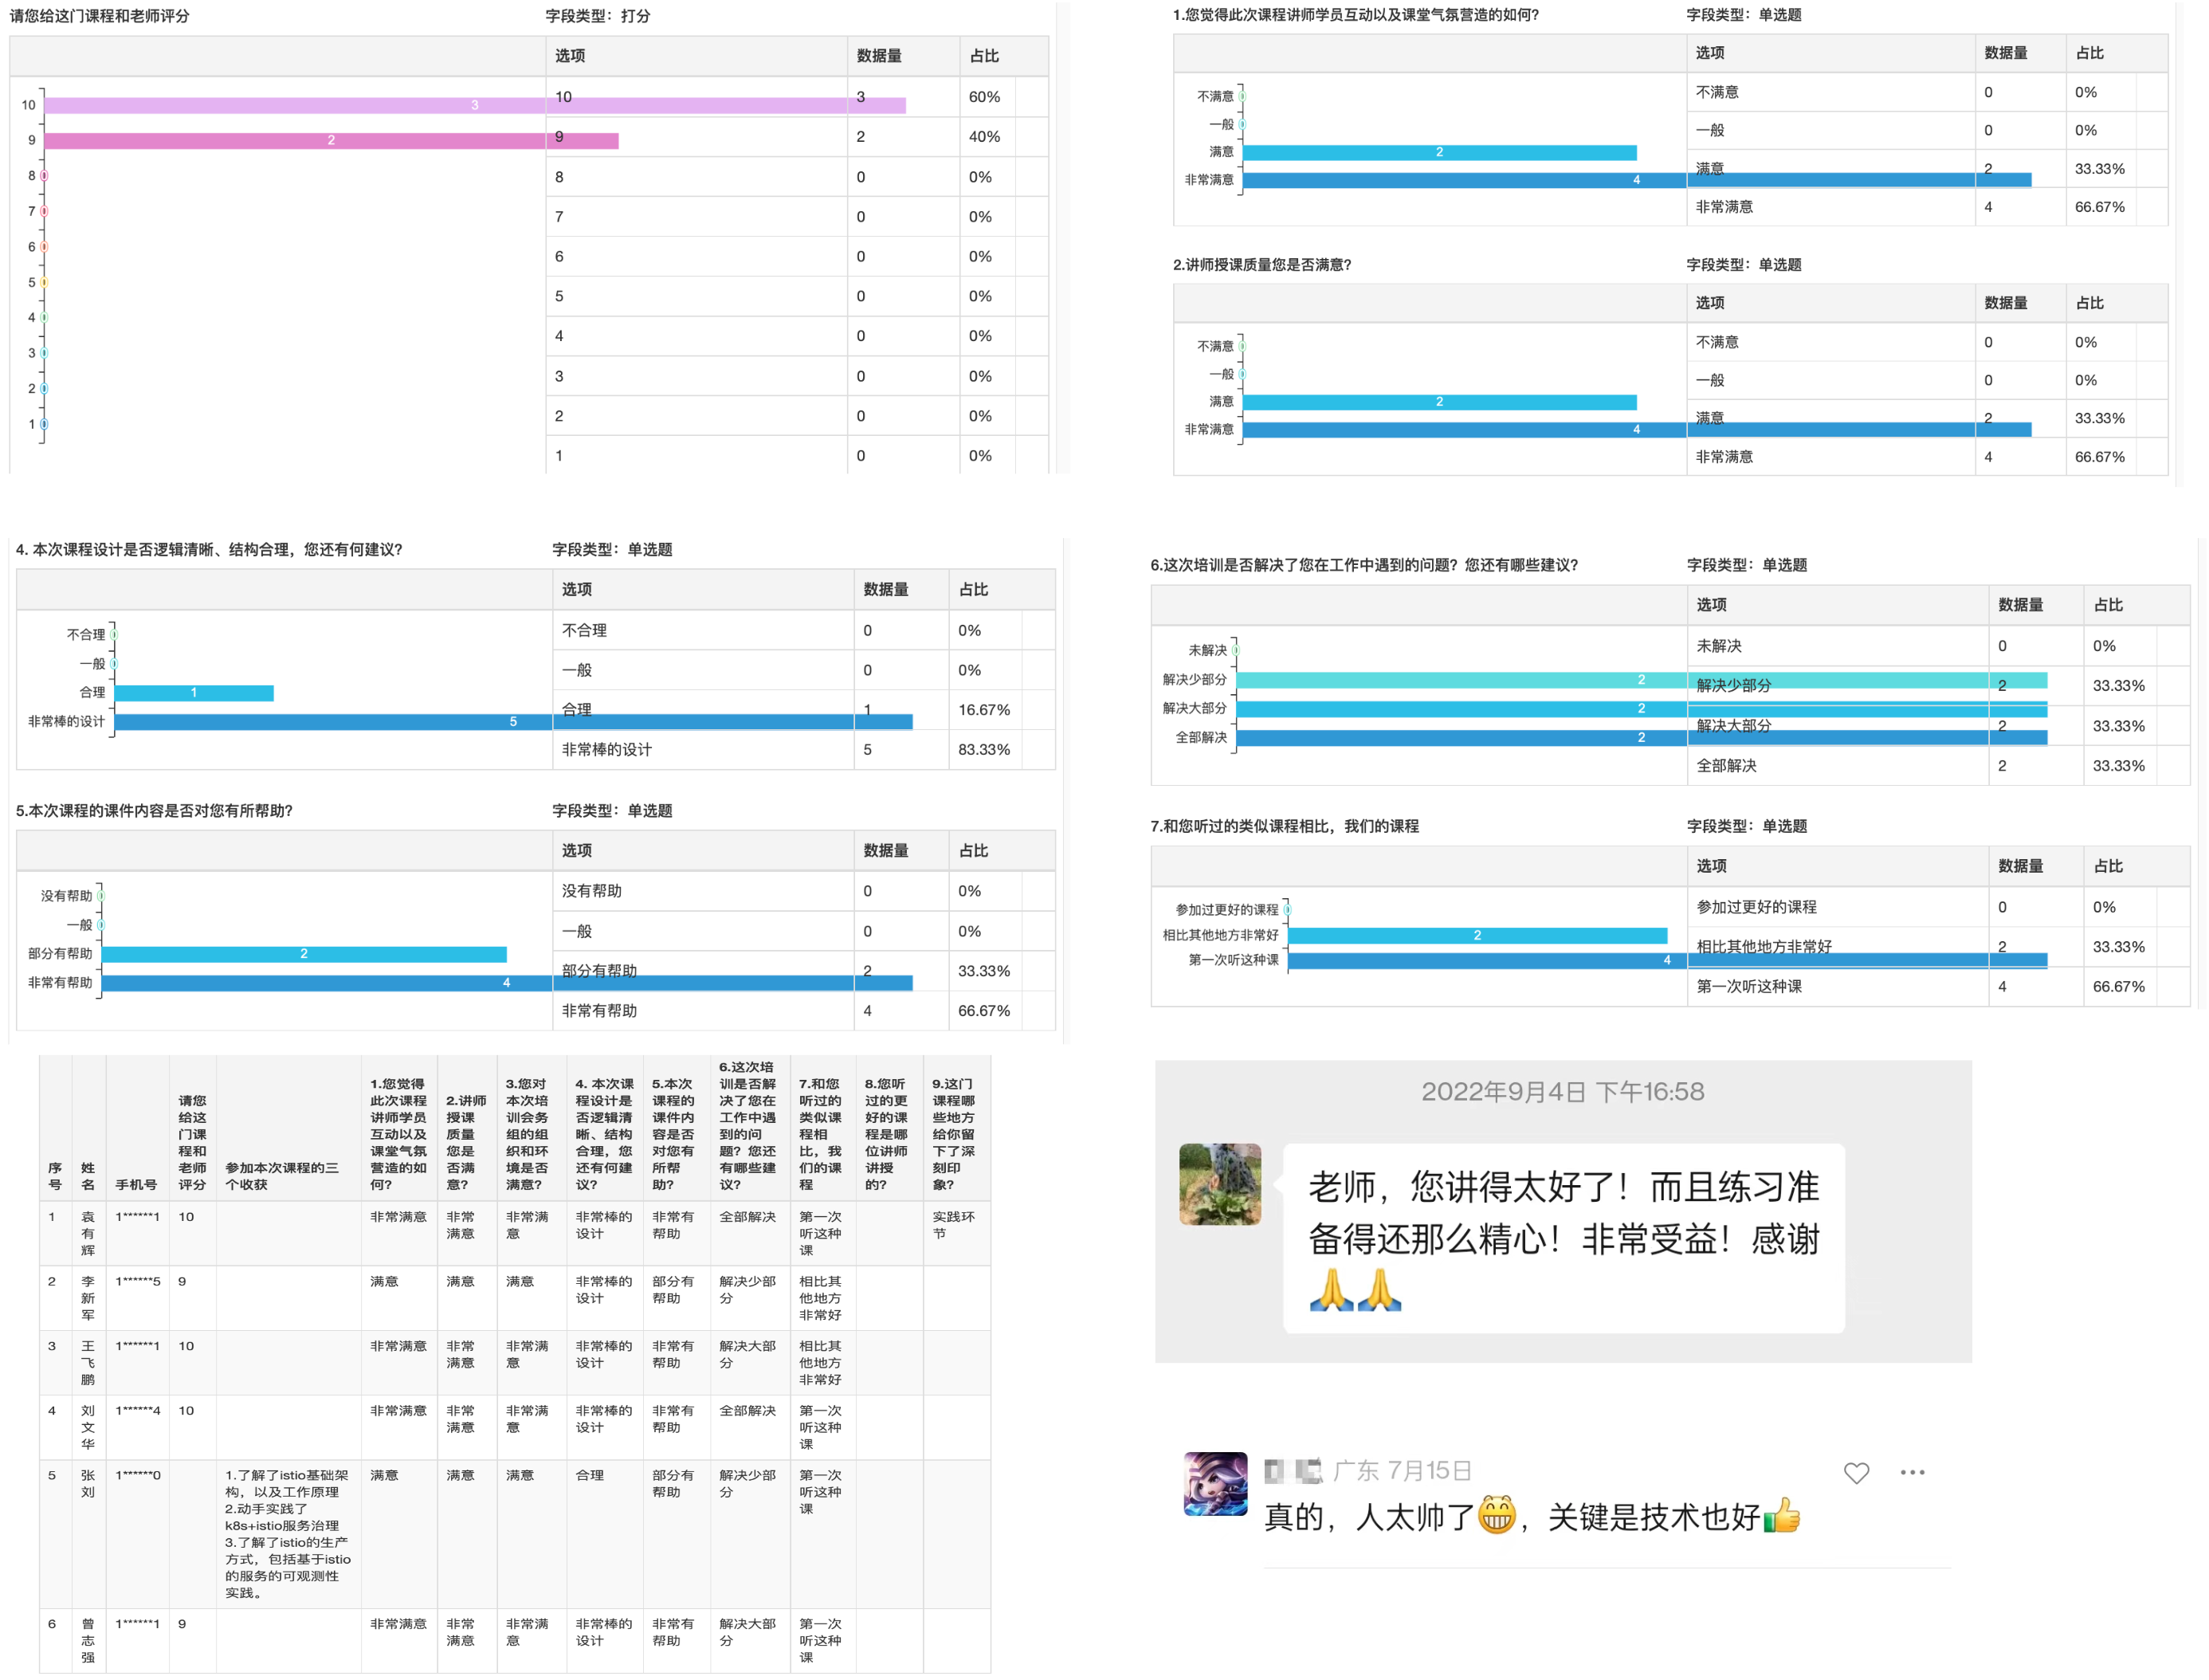 请您给这门课程和老师评分 字段类型：打分
选项 数据量 占比
10 3 10 3 60%
9 2 9 2 40%
8 0 8 0 0%
7 0 7 0 0%
6 0 6 0 0%
5 0 5 0 0%
4 0 4 0 0%
3 0 3 0 0%
2 0 2 0 0%
1 0 1 0 0%
1.您觉得此次课程讲师学员互动以及课堂气氛营造的如何？ 字段类型：单选题
选项 数据量 占比
不满意 0 不满意 0 0%
一般 0 一般 0 0%
满意 2 满意 2 33.33%
非常满意 4 非常满意 4 66.67%
2.讲师授课质量您是否满意？ 字段类型：单选题
选项 数据量 占比
不满意 0 不满意 0 0%
一般 0 一般 0 0%
满意 2 满意 2 33.33%
非常满意 4 非常满意 4 66.67%
4. 本次课程设计是否逻辑清晰、结构合理，您还有何建议？ 字段类型：单选题
选项 数据量 占比
不合理 0 不合理 0 0%
一般 0 一般 0 0%
合理 1 合理 1 16.67%
非常棒的设计 5 非常棒的设计 5 83.33%
5.本次课程的课件内容是否对您有所帮助？ 字段类型：单选题
选项 数据量 占比
没有帮助 0 没有帮助 0 0%
一般 0 一般 0 0%
部分有帮助 2 部分有帮助 2 33.33%
非常有帮助 4 非常有帮助 4 66.67%
6.这次培训是否解决了您在工作中遇到的问题？您还有哪些建议？ 字段类型：单选题
选项 数据量 占比
未解决 0 未解决 0 0%
解决少部分 2 解决少部分 2 33.33%
解决大部分 2 解决大部分 2 33.33%
全部解决 2 全部解决 2 33.33%
7.和您听过的类似课程相比，我们的课程 字段类型：单选题
选项 数据量 占比
参加过更好的课程 0 参加过更好的课程 0 0%
相比其他地方非常好 2 相比其他地方非常好 2 33.33%
第一次听这种课 4 第一次听这种课 4 66.67%
序
号
姓
名
手机号
请您
给这
门课
程和
老师
评分
参加本次课程的三
个收获
1.您觉得
此次课程
讲师学员
互动以及
课堂气氛
营造的如
何？
2.讲师
授课
质量
您是
否满
意？
3.您对
本次培
训会务
组的组
织和环
境是否
满意？
4. 本次课
程设计是
否逻辑清
晰、结构
合理，您
还有何建
议？
5.本次
课程的
课件内
容是否
对您有
所帮
助？
6.这次培
训是否解
决了您在
工作中遇
到的问
题？您还
有哪些建
议？
7.和您
听过的
类似课
程相
比，我
们的课
程
8.您听
过的更
好的课
程是哪
位讲师
讲授
的？
9.这门
课程哪
些地方
给你留
下了深
刻印
象？
1
袁
有
辉
1******1
10
非常满意
非常
满意
非常满
意
非常棒的
设计
非常有
帮助
全部解决
第一次
听这种
课
实践环
节
2
李
新
军
1******5
9
满意
满意
满意
非常棒的
设计
部分有
帮助
解决少部
分
相比其
他地方
非常好
3
王
飞
鹏
1******1
10
非常满意
非常
满意
非常满
意
非常棒的
设计
非常有
帮助
解决大部
分
相比其
他地方
非常好
4
刘
文
华
1******4
10
非常满意
非常
满意
非常满
意
非常棒的
设计
非常有
帮助
全部解决
第一次
听这种
课
5
张
刘
1******0
1.了解了istio基础架
构，以及工作原理
2.动手实践了
k8s+istio服务治理
3.了解了istio的生产
方式，包括基于istio
的服务的可观测性
实践。
满意
满意
满意
合理
部分有
帮助
解决少部
分
第一次
听这种
课
6
曾
志
强
1******1
9
非常满意
非常
满意
非常满
意
非常棒的
设计
非常有
帮助
解决大部
分
第一次
听这种
课
2022年9月4日 下午16:58
老师，您讲得太好了！而且练习准
备得还那么精心！非常受益！感谢
🙏🙏
广东 7月15日
真的，人太帅了😁，关键是技术也好👍